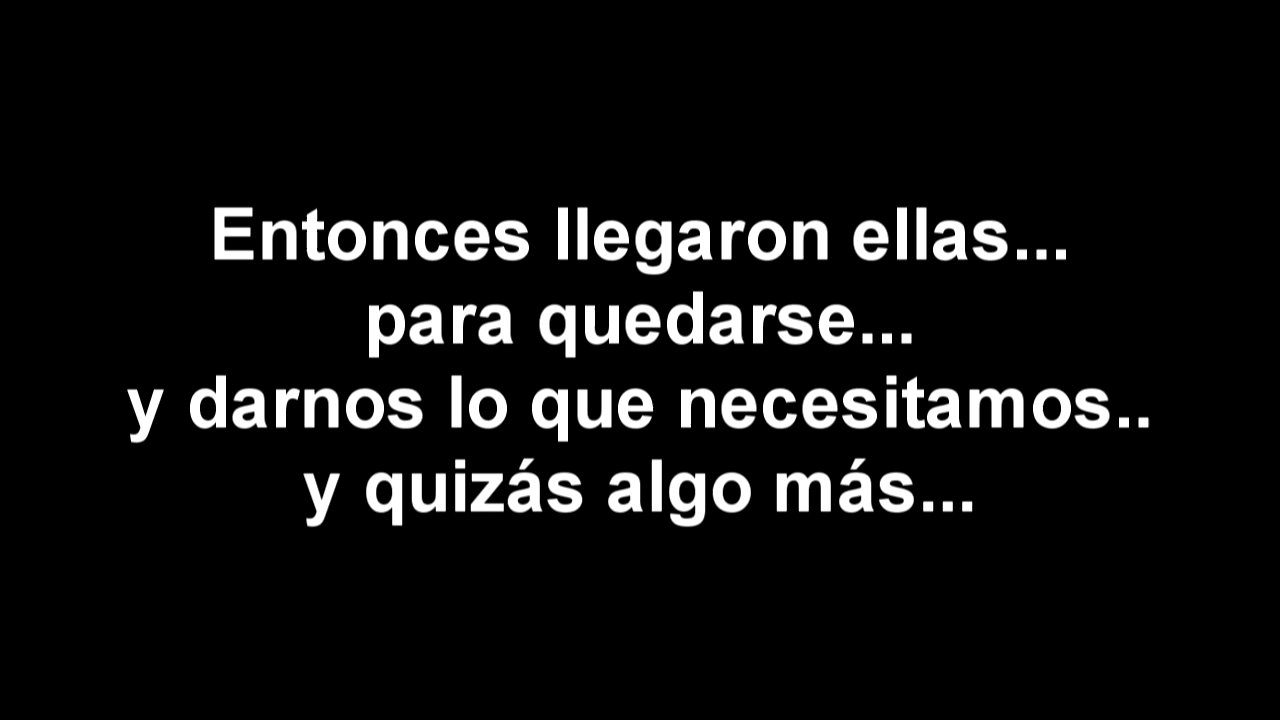 Entonces llegaron ellas...
para quedarse...
y darnos lo que necesitamos..
y quizás algo más...